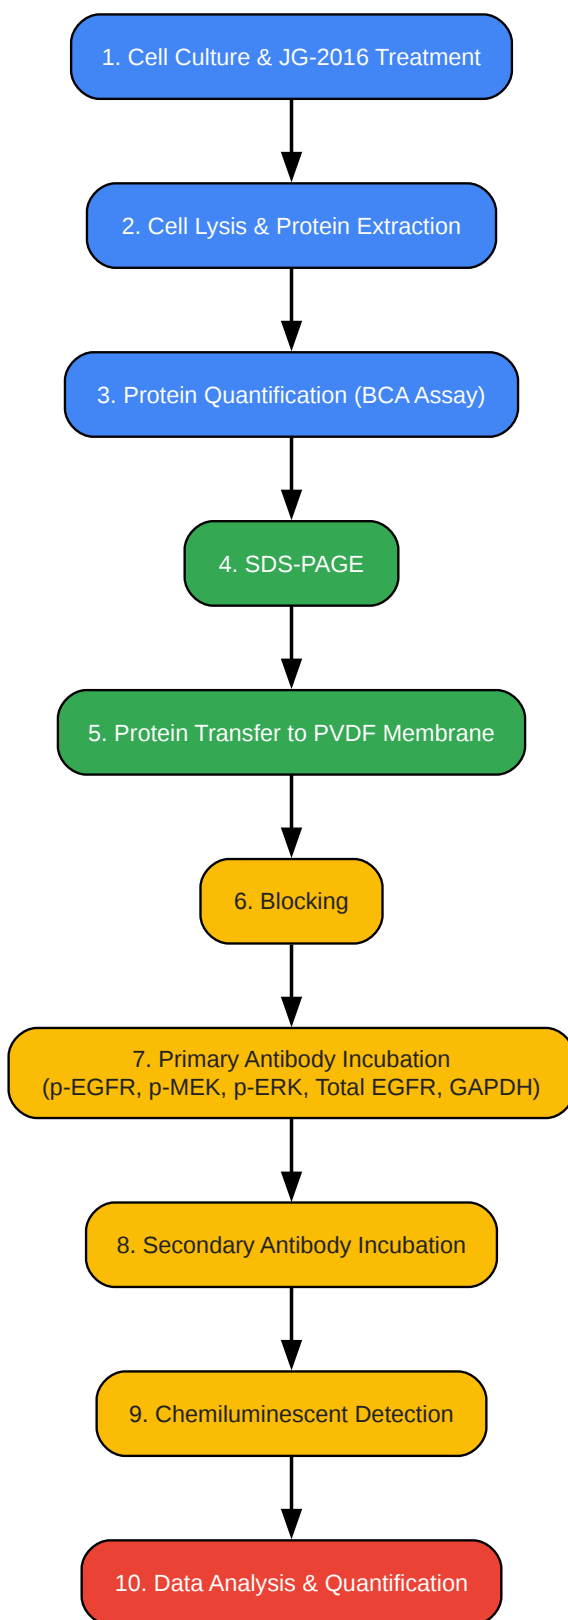 1. Cell Culture & JG-2016 Treatment
2. Cell Lysis & Protein Extraction
3. Protein Quantification (BCA Assay)
4. SDS-PAGE
5. Protein Transfer to PVDF Membrane
6. Blocking
7. Primary Antibody Incubation
(p-EGFR, p-MEK, p-ERK, Total EGFR, GAPDH)
8. Secondary Antibody Incubation
9. Chemiluminescent Detection
10. Data Analysis & Quantification